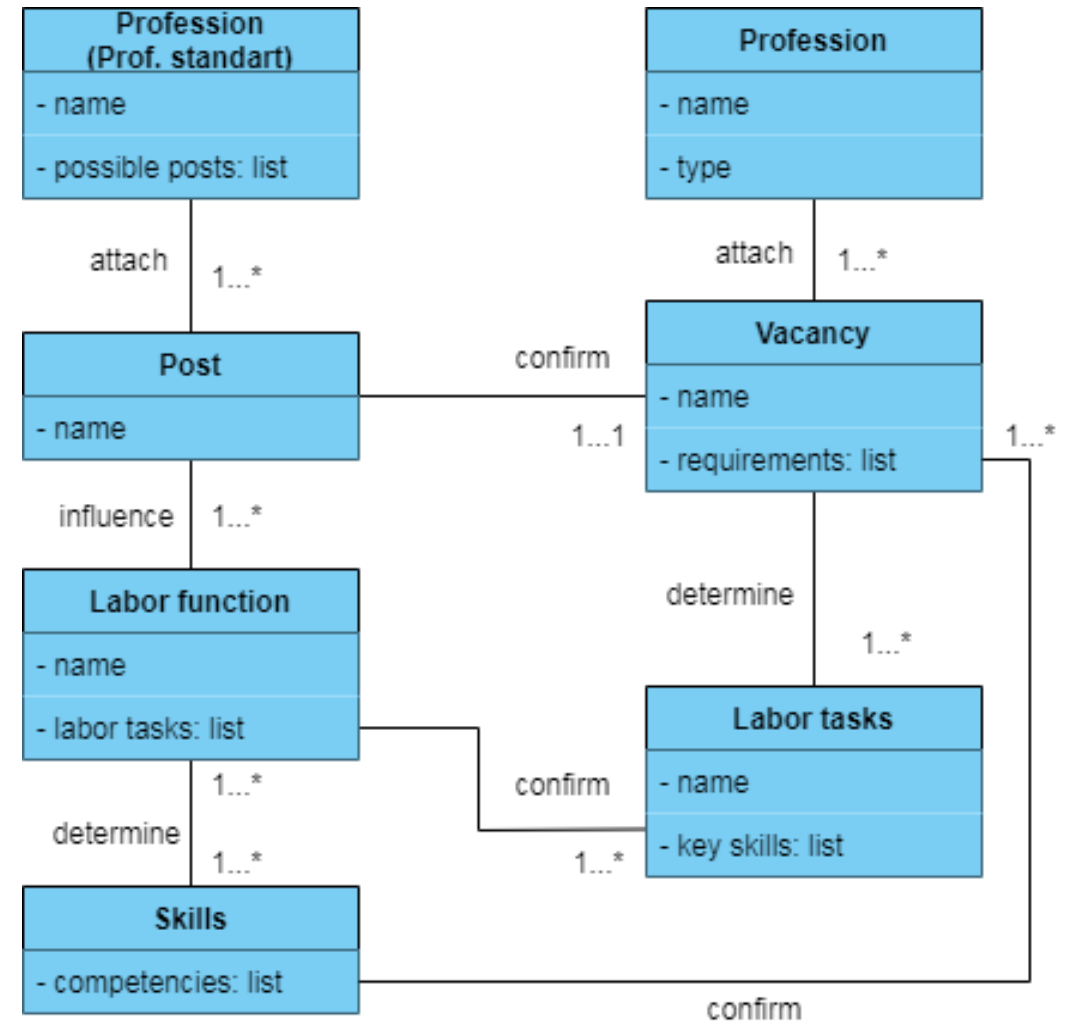 Profession
(Prof. standart)
- name
- possible posts: list
Profession
- name
- type
attach
1...*
attach
1...*
Post
- name
confirm
1...1
Vacancy
- name
- requirements: list
1...*
influence
1...*
determine
1...*
Labor function
- name
- labor tasks: list
confirm
1...*
Labor tasks
- name
- key skills: list
1...*
determine
1...*
Skills
- competencies: list
confirm